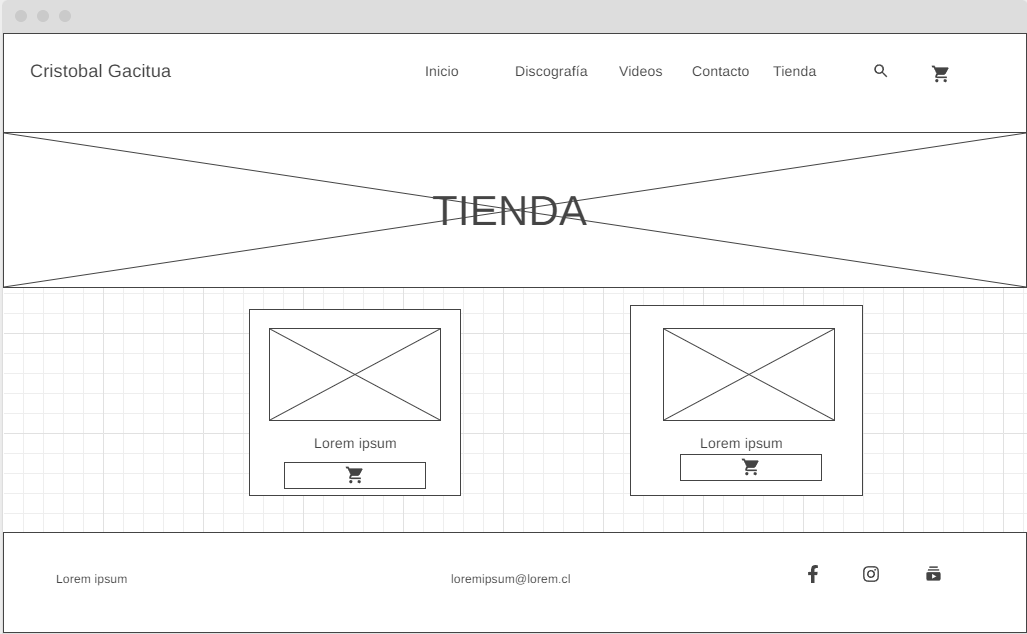 Cristobal Gacitua
Inicio Discografía Videos Contacto Tienda
TIENDA
Lorem ipsum
Lorem ipsum
Lorem ipsum
loremipsum@lorem.cl